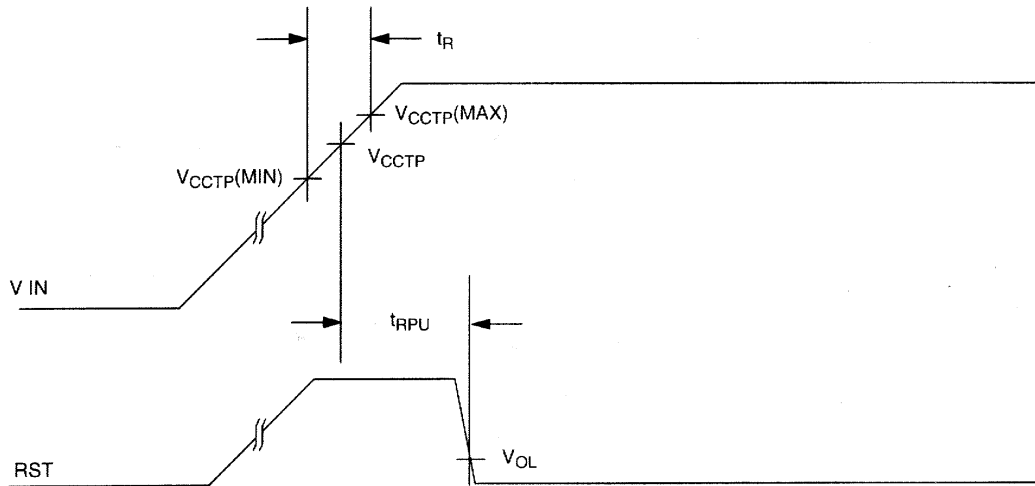 tR
VCCTP(MAX)
VCCTP
VCCTP(MIN)
V IN
tRPU
VOL
RST